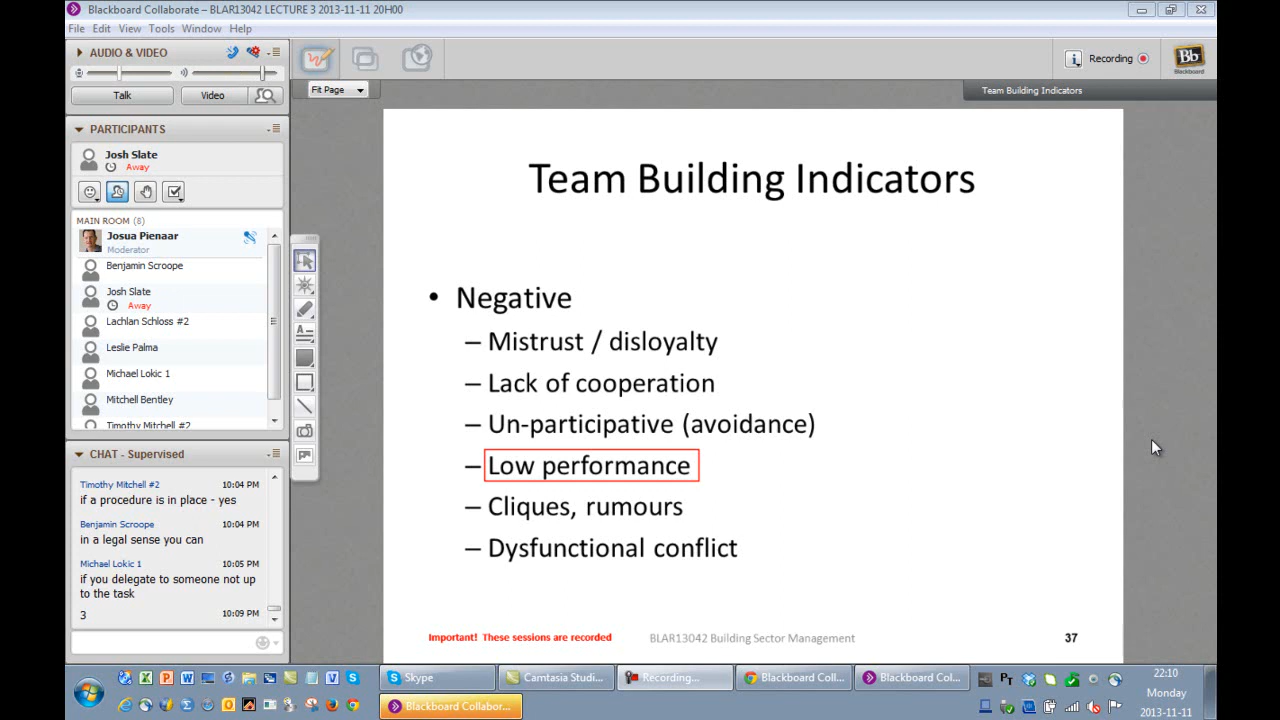 Blackboard Collaborate – BLAR13042 LECTURE 3 2013-11-11 20H00
File Edit View Tools Window Help
AUDIO & VIDEO
Talk
Video
PARTICIPANTS
Josh Slate
Away
MAIN ROOM (8)
Josua Pienaar
Moderator
Benjamin Scroope
Josh Slate
Away
Lachlan Schloss #2
Leslie Palma
Michael Lokic 1
Mitchell Bentley
Timothy Mitchell #2
CHAT - Supervised
Timothy Mitchell #2 10:04 PM
if a procedure is in place - yes
Benjamin Scroope 10:04 PM
in a legal sense you can
Michael Lokic 1 10:05 PM
if you delegate to someone not up
to the task
3 10:09 PM
Recording
Bb
Blackboard
Fit Page
Team Building Indicators
Team Building Indicators
• Negative
– Mistrust / disloyalty
– Lack of cooperation
– Un-participative (avoidance)
– Low performance
– Cliques, rumours
– Dysfunctional conflict
Important! These sessions are recorded
BLAR13042 Building Sector Management
37
Skype
Camtasia Studi...
Recording...
Blackboard Coll...
Blackboard Col...
Blackboard Collabor...
22:10
Monday
2013-11-11